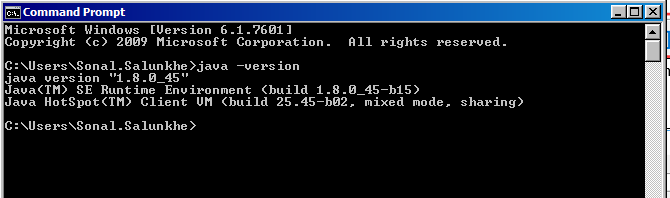 Command Prompt
Microsoft Windows [Version 6.1.7601]
Copyright (c) 2009 Microsoft Corporation.  All rights reserved.
C:\Users\Sonal.Salunkhe>java -version
java version "1.8.0_45"
Java(TM) SE Runtime Environment (build 1.8.0_45-b15)
Java HotSpot(TM) Client VM (build 25.45-b02, mixed mode, sharing)
C:\Users\Sonal.Salunkhe>